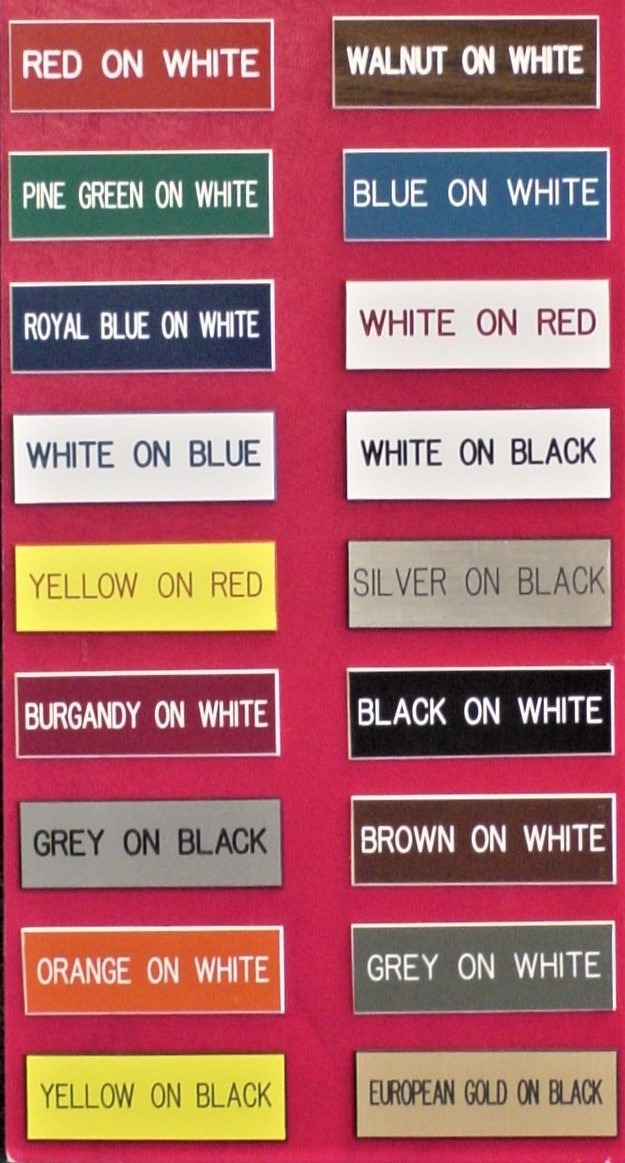 RED ON WHITE
WALNUT ON WHITE
PINE GREEN ON WHITE
BLUE ON WHITE
ROYAL BLUE ON WHITE
WHITE ON RED
WHITE ON BLUE
WHITE ON BLACK
YELLOW ON RED
SILVER ON BLACK
BURGANDY ON WHITE
BLACK ON WHITE
GREY ON BLACK
BROWN ON WHITE
ORANGE ON WHITE
GREY ON WHITE
YELLOW ON BLACK
EUROPEAN GOLD ON BLACK